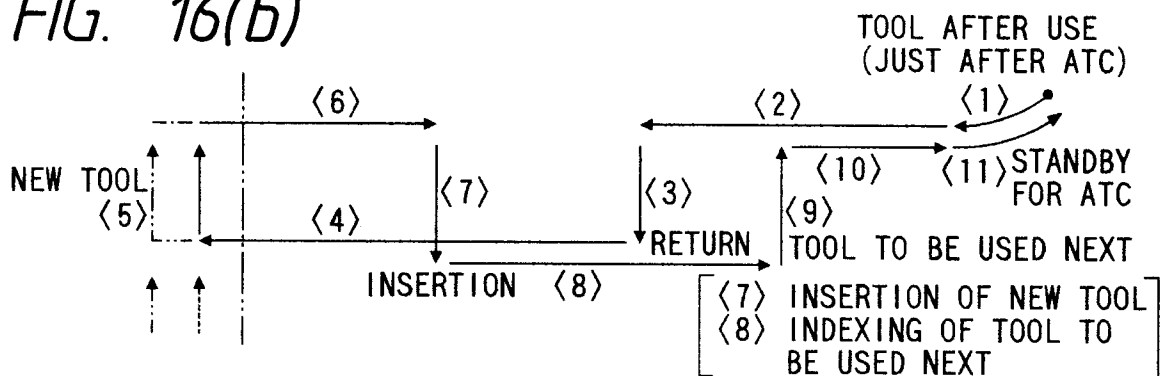 FIG. 16(b)
TOOL AFTER USE
(JUST AFTER ATC)
⟨6⟩
⟨2⟩
⟨1⟩
NEW TOOL
⟨5⟩
⟨7⟩
⟨3⟩
⟨10⟩
⟨11⟩ STANDBY
FOR ATC
⟨4⟩
⟨9⟩
RETURN
TOOL TO BE USED NEXT
INSERTION ⟨8⟩
⟨7⟩ INSERTION OF NEW TOOL
⟨8⟩ INDEXING OF TOOL TO
BE USED NEXT